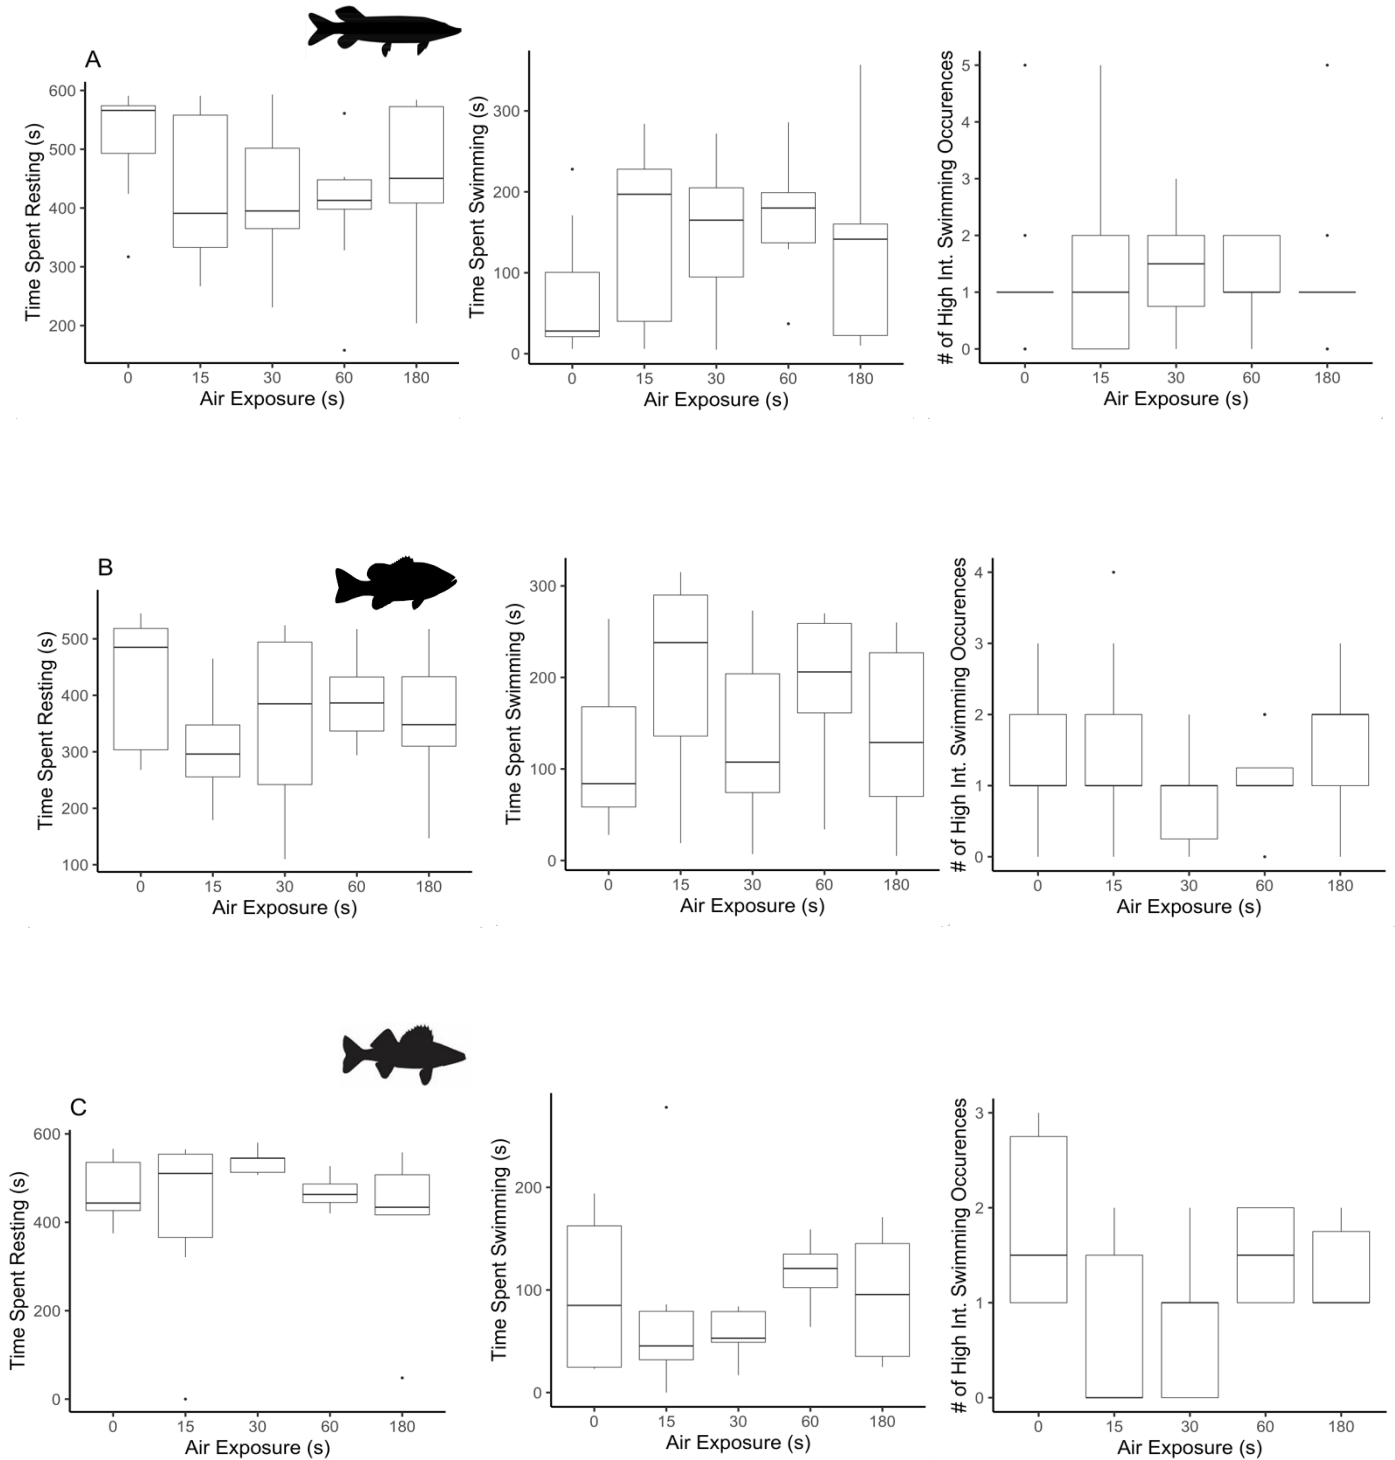 A
Time Spent Resting (s)
600
500
400
300
200
0 15 30 60 180
Air Exposure (s)
Time Spent Swimming (s)
300
200
100
0
0 15 30 60 180
Air Exposure (s)
# of High Int. Swimming Occurences
5
4
3
2
1
0
0 15 30 60 180
Air Exposure (s)
B
Time Spent Resting (s)
500
400
300
200
100
0 15 30 60 180
Air Exposure (s)
Time Spent Swimming (s)
300
200
100
0
0 15 30 60 180
Air Exposure (s)
# of High Int. Swimming Occurences
4
3
2
1
0
0 15 30 60 180
Air Exposure (s)
C
Time Spent Resting (s)
600
400
200
0
0 15 30 60 180
Air Exposure (s)
Time Spent Swimming (s)
200
100
0
0 15 30 60 180
Air Exposure (s)
# of High Int. Swimming Occurences
3
2
1
0
0 15 30 60 180
Air Exposure (s)